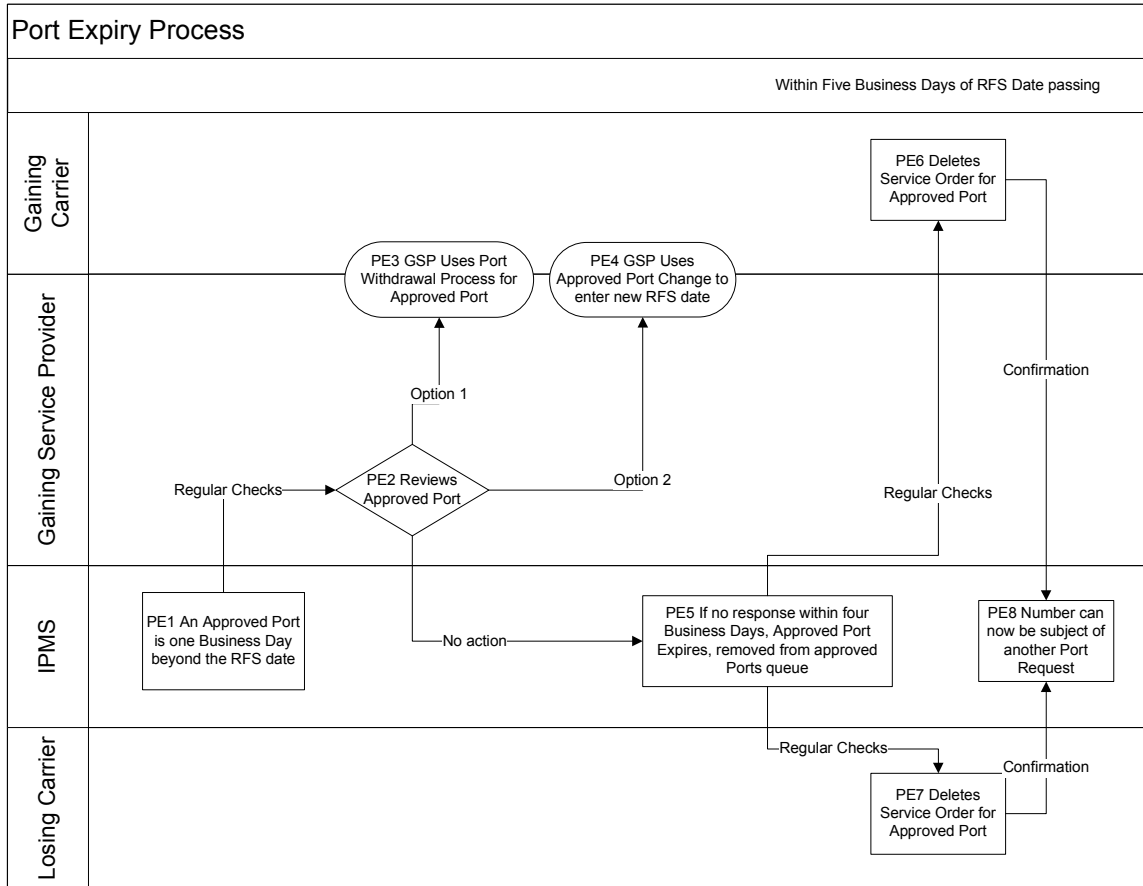 Port Expiry Process
Within Five Business Days of RFS Date passing
Gaining
Carrier
PE6 Deletes
Service Order for
Approved Port
PE3 GSP Uses Port
Withdrawal Process for
Approved Port
PE4 GSP Uses
Approved Port Change to
enter new RFS date
Gaining Service Provider
Confirmation
Option 1
PE2 Reviews
Approved Port
Regular Checks
Option 2
Regular Checks
IPMS
PE1 An Approved Port
is one Business Day
beyond the RFS date
No action
PE5 If no response within four
Business Days, Approved Port
Expires, removed from approved
Ports queue
PE8 Number can
now be subject of
another Port
Request
Losing Carrier
Regular Checks
Confirmation
PE7 Deletes
Service Order for
Approved Port